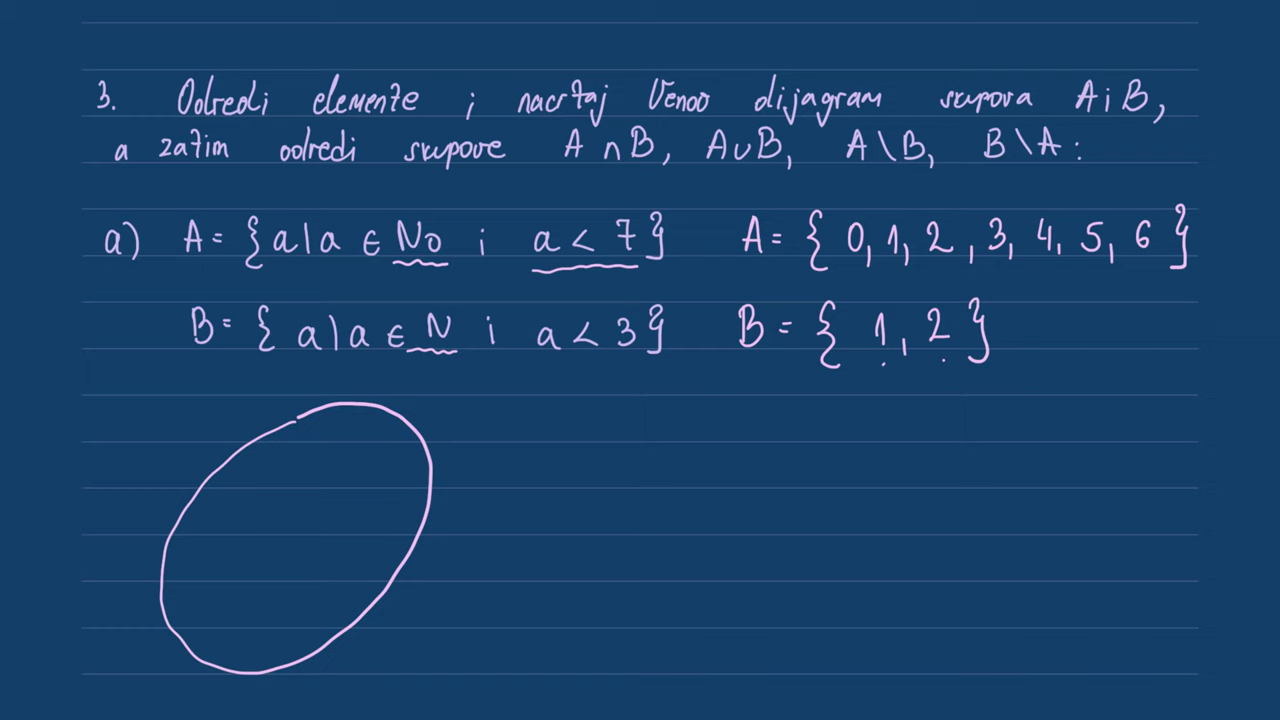 3. Odredi elemente i nacrtaj Venov dijagram skupova A i B,
a zatim odredi skupove A ∩ B, A ∪ B, A \ B, B \ A :
a) A = { a | a ∈ N₀ i a < 7 } A = { 0, 1, 2, 3, 4, 5, 6 }
B = { a | a ∈ N i a < 3 } B = { 1, 2 }